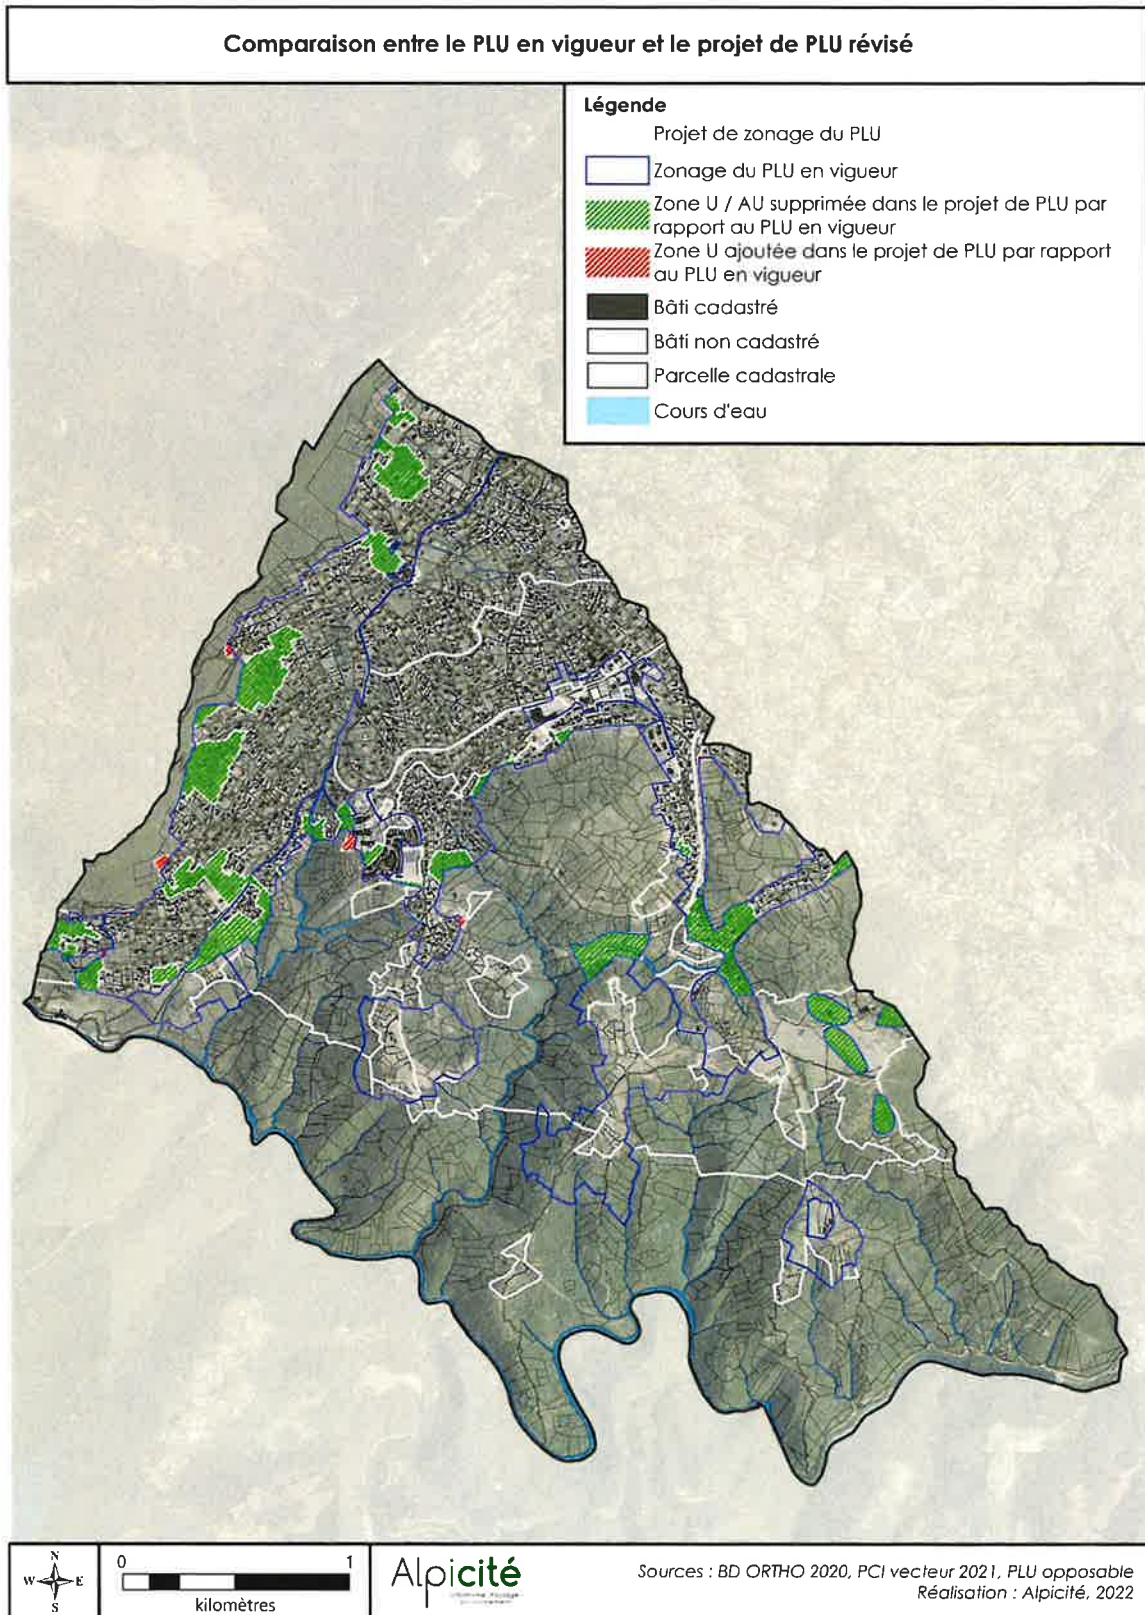 Comparaison entre le PLU en vigueur et le projet de PLU révisé
Légende
Projet de zonage du PLU
Zonage du PLU en vigueur
Zone U / AU supprimée dans le projet de PLU par
rapport au PLU en vigueur
Zone U ajoutée dans le projet de PLU par rapport
au PLU en vigueur
Bâti cadastré
Bâti non cadastré
Parcelle cadastrale
Cours d'eau
N
W E
S
0 1
kilomètres
Alpicité
Sources : BD ORTHO 2020, PCI vecteur 2021, PLU opposable
Réalisation : Alpicité, 2022